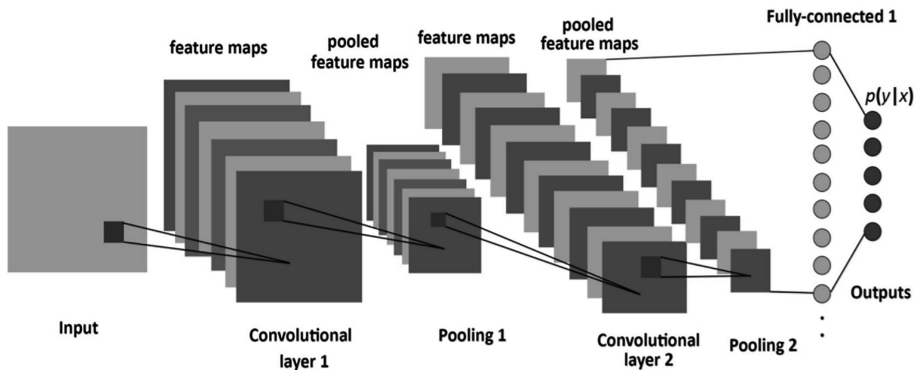 feature maps
pooled
feature maps
feature maps
pooled
feature maps
Fully-connected 1
p(y|x)
Input
Convolutional
layer 1
Pooling 1
Convolutional
layer 2
Pooling 2
Outputs